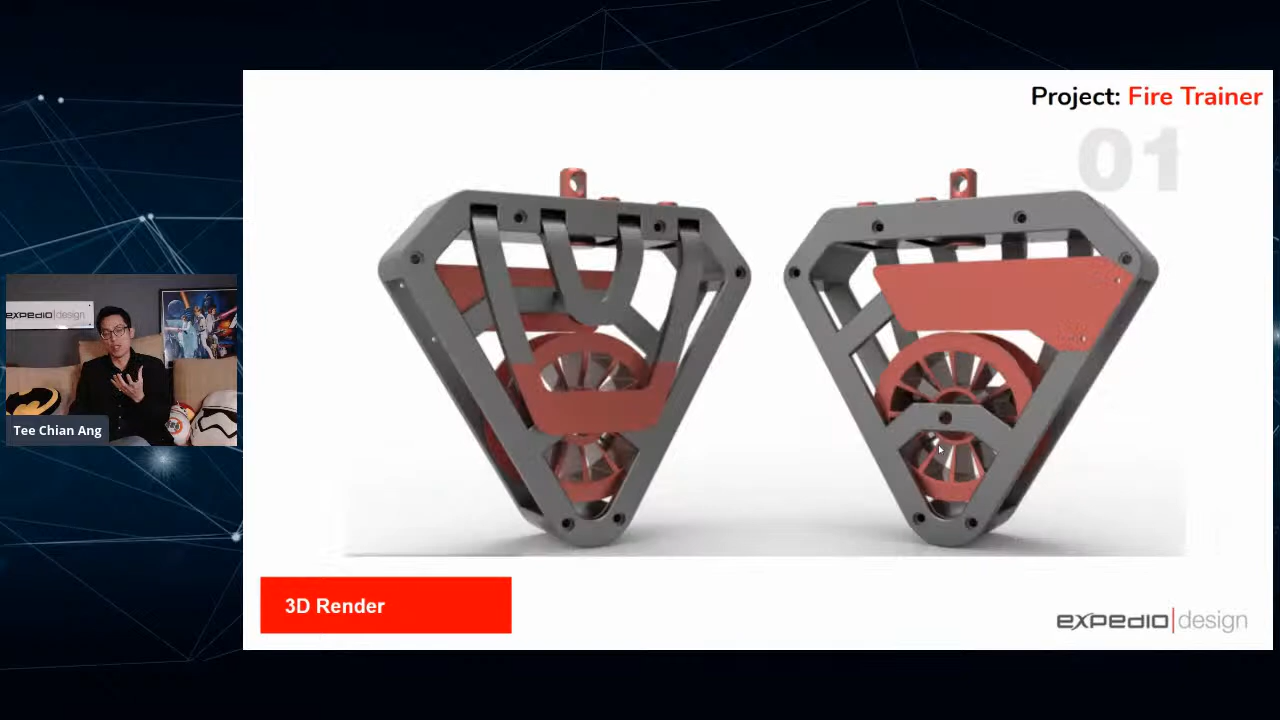 Project: Fire Trainer
01
expedio|design
Tee Chian Ang
3D Render
expedio|design